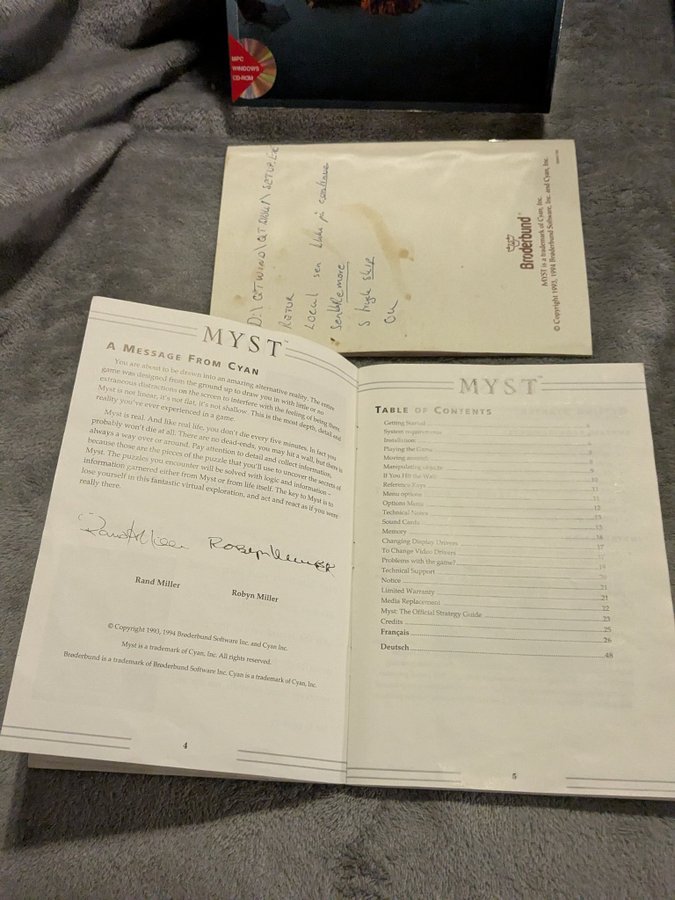 MPC
WINDOWS
CD-ROM
RETUR
sen
high skip
Brøderbund
MYST is a trademark of Cyan, Inc.
© Copyright 1993, 1994 Brøderbund Software, Inc. and Cyan, Inc.
MYST
A MESSAGE FROM CYAN
You are about to be drawn into an amazing alternative reality. The entire
game was designed from the ground up to draw you in with little or no
extraneous distractions on the screen to interfere with the feeling of being there.
Myst is not linear, it's not flat, it's not shallow. This is the most depth, detail and
reality you've ever experienced in a game.
Myst is real. And like real life, you don't die every five minutes. In fact you
probably won't die at all. There are no dead-ends, you may hit a wall, but there is
always a way over or around. Pay attention to detail and collect information,
because those are the pieces of the puzzle that you'll use to uncover the secrets of
Myst. The puzzles you encounter will be solved with logic and information –
information garnered either from Myst or from life itself. The key to Myst is to
lose yourself in this fantastic virtual exploration, and act and react as if you were
really there.
Rand Miller
Robyn Miller
Rand Miller
Robyn Miller
© Copyright 1993, 1994 Brøderbund Software Inc. and Cyan Inc.
Myst is a trademark of Cyan, Inc. All rights reserved.
Brøderbund is a trademark of Brøderbund Software Inc. Cyan is a trademark of Cyan, Inc.
4
MYST™
TABLE OF CONTENTS
Getting Started
System requirements
Installation
Playing the Game
Moving around
Manipulating objects
If You Hit the Wall
Reference Keys
Menu options
Options Menu
Technical Notes
Sound Cards
Memory
Changing Display Drivers
To Change Video Drivers
Problems with the game?
Technical Support
Notice
Limited Warranty
Media Replacement
Myst: The Official Strategy Guide
Credits
Français
Deutsch 48
5